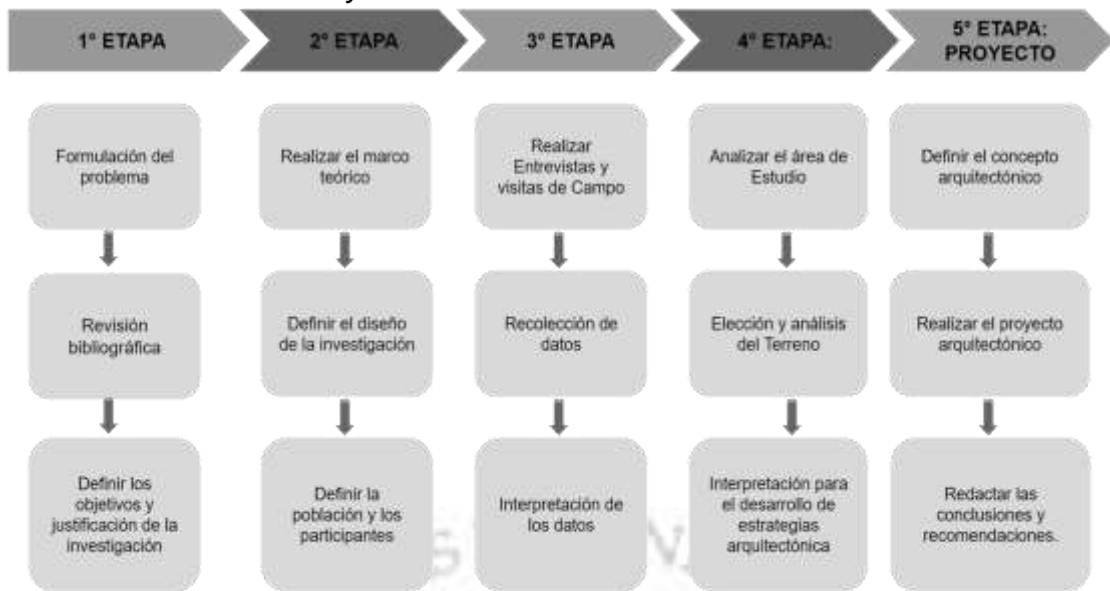 1° ETAPA
2° ETAPA
3° ETAPA
4° ETAPA:
5° ETAPA:
PROYECTO
Formulación del
problema
Realizar el marco
teórico
Realizar
Entrevistas y
visitas de Campo
Analizar el área de
Estudio
Definir el concepto
arquitectónico
Revisión
bibliográfica
Definir el diseño
de la investigación
Recolección de
datos
Elección y análisis
del Terreno
Realizar el proyecto
arquitectónico
Definir los
objetivos y
justificación de la
investigación
Definir la
población y los
participantes
Interpretación de
los datos
Interpretación para
el desarrollo de
estrategias
arquitectónica
Redactar las
conclusiones y
recomendaciones.